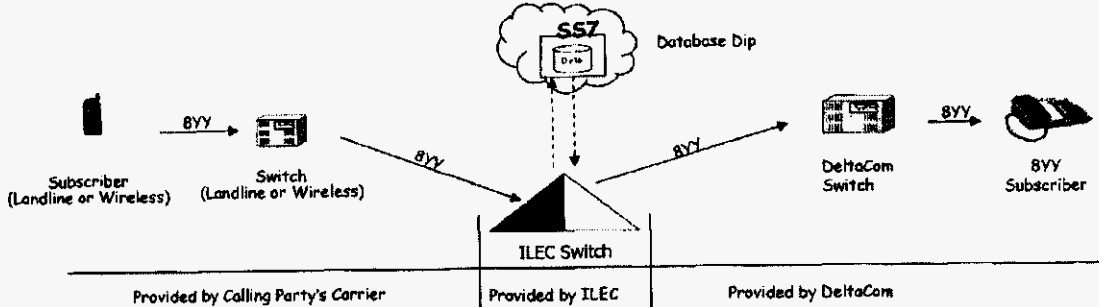 SS7
Data
Database Dip
8YY
8YY
8YY
8YY
Subscriber
(Landline or Wireless)
Switch
(Landline or Wireless)
DeltaCom
Switch
8YY
Subscriber
ILEC Switch
Provided by Calling Party's Carrier
Provided by ILEC
Provided by DeltaCom